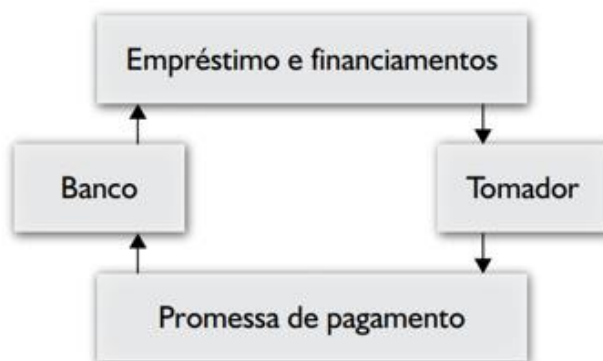 Empréstimo e financiamentos
Banco
Tomador
Promessa de pagamento